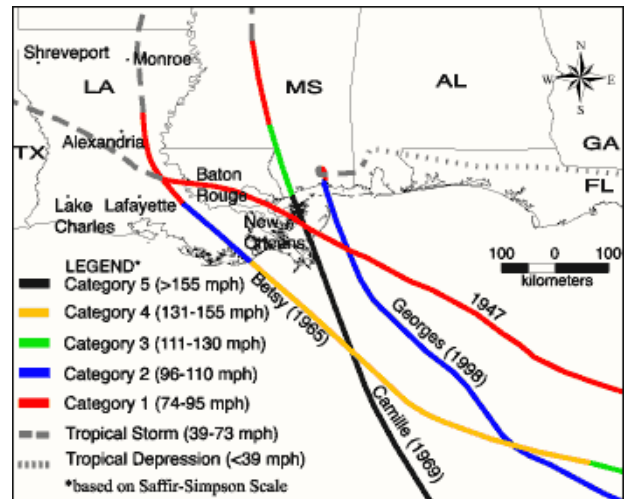 Shreveport
Monroe
LA
MS
AL
N
W E
S
GA
TX
Alexandria
Baton
Rouge
FL
Lake
Charles
Lafayette
New
Orleans
100 0 100
kilometers
1947
Betsy (1965)
Georges (1998)
Camille (1969)
LEGEND*
Category 5 (>155 mph)
Category 4 (131-155 mph)
Category 3 (111-130 mph)
Category 2 (96-110 mph)
Category 1 (74-95 mph)
Tropical Storm (39-73 mph)
Tropical Depression (<39 mph)
*based on Saffir-Simpson Scale